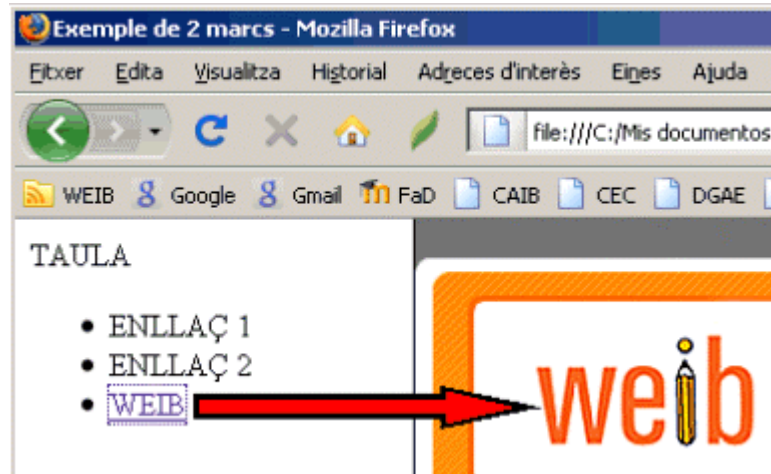 Exemple de 2 marcs - Mozilla Firefox
Fitxer Edita Visualitza Historial Adreces d'interès Eines Ajuda
file:///C:/Mis documentos
WEIB Google Gmail FaD CAIB CEC DGAE
TAULA
ENLLAÇ 1
ENLLAÇ 2
WEIB
weib